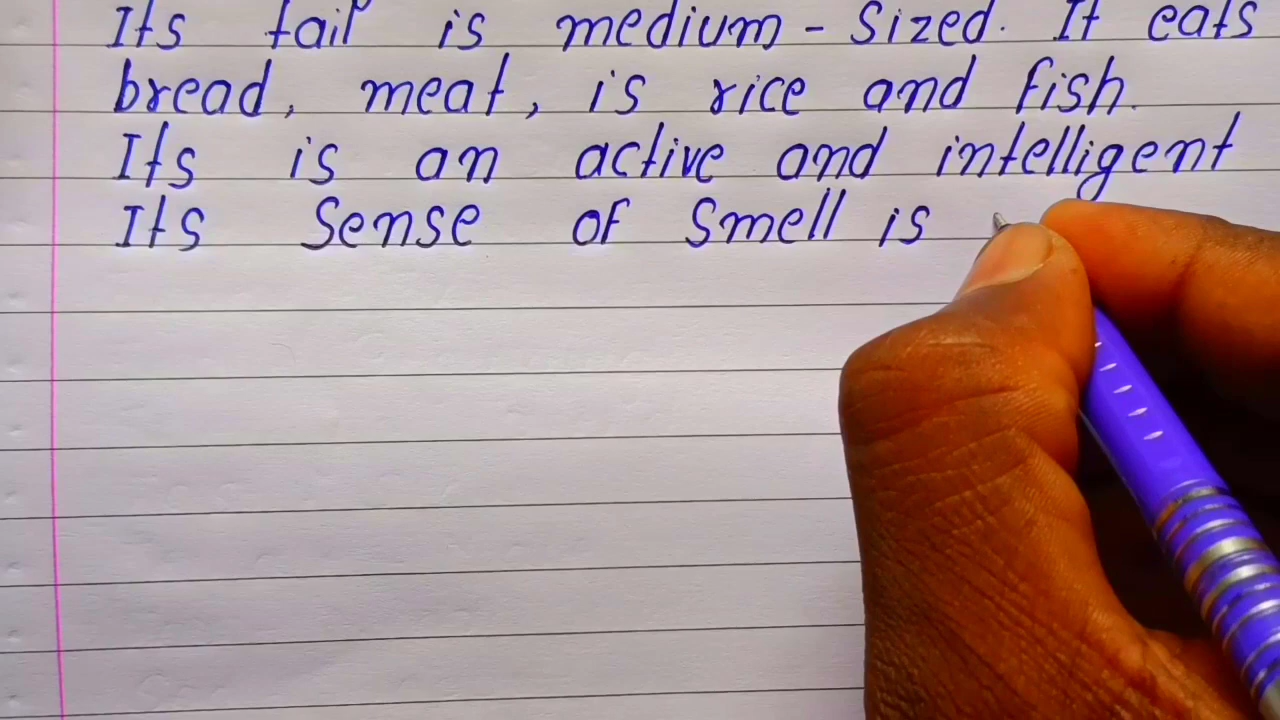 Its tail is medium - Sized. It eats
bread, meat, is rice and fish.
Its is an active and intelligent
Its Sense of Smell is